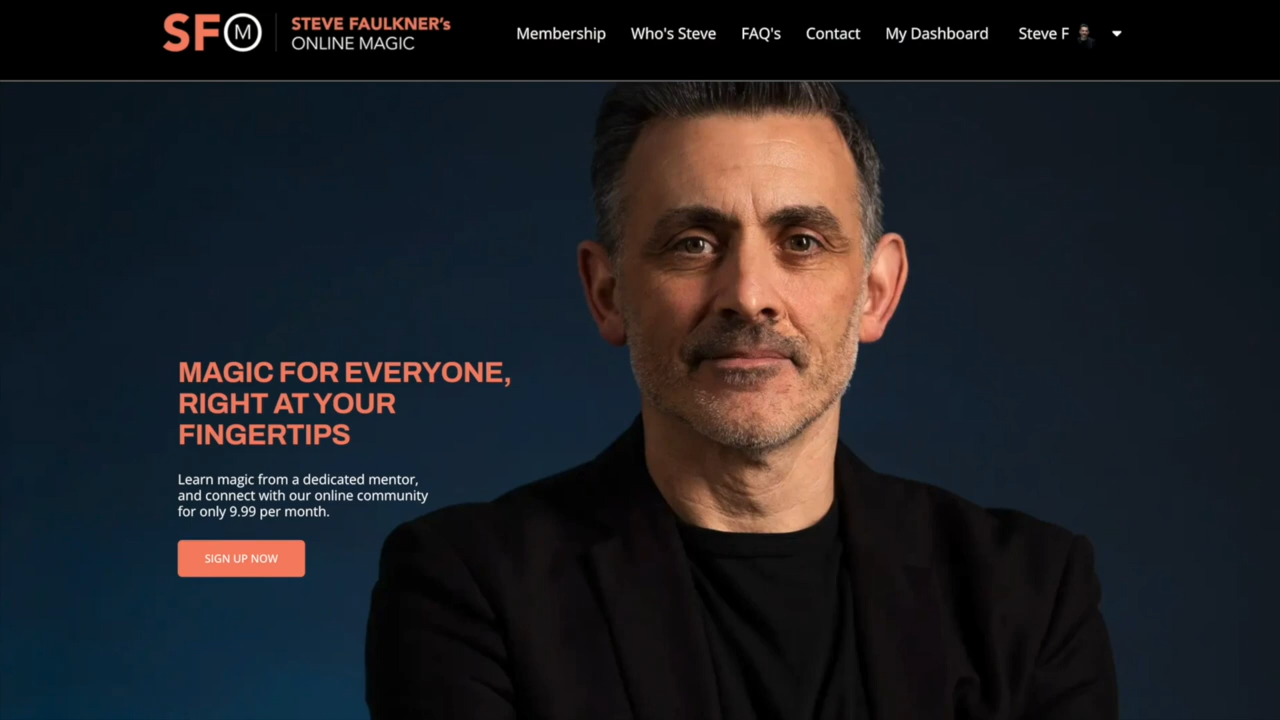 SFM
STEVE FAULKNER's
ONLINE MAGIC
Membership
Who's Steve
FAQ's
Contact
My Dashboard
Steve F
MAGIC FOR EVERYONE,
RIGHT AT YOUR
FINGERTIPS
Learn magic from a dedicated mentor,
and connect with our online community
for only 9.99 per month.
SIGN UP NOW